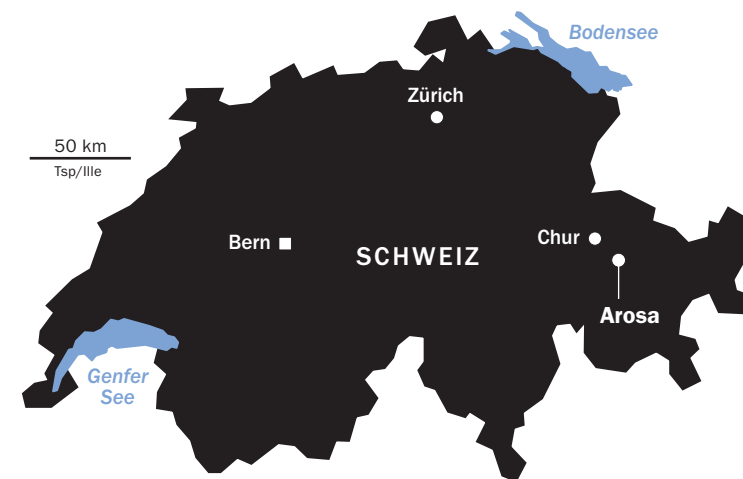 Bodensee
Zürich
50 km
Tsp/Ille
Bern
SCHWEIZ
Chur
Arosa
Genfer
See